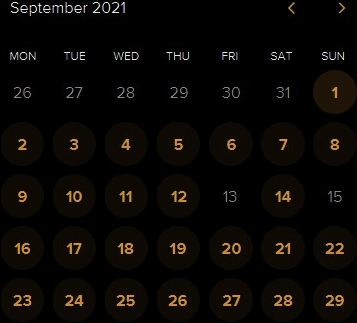 September 2021
MON TUE WED THU FRI SAT SUN
26 27 28 29 30 31 1
2 3 4 5 6 7 8
9 10 11 12 13 14 15
16 17 18 19 20 21 22
23 24 25 26 27 28 29